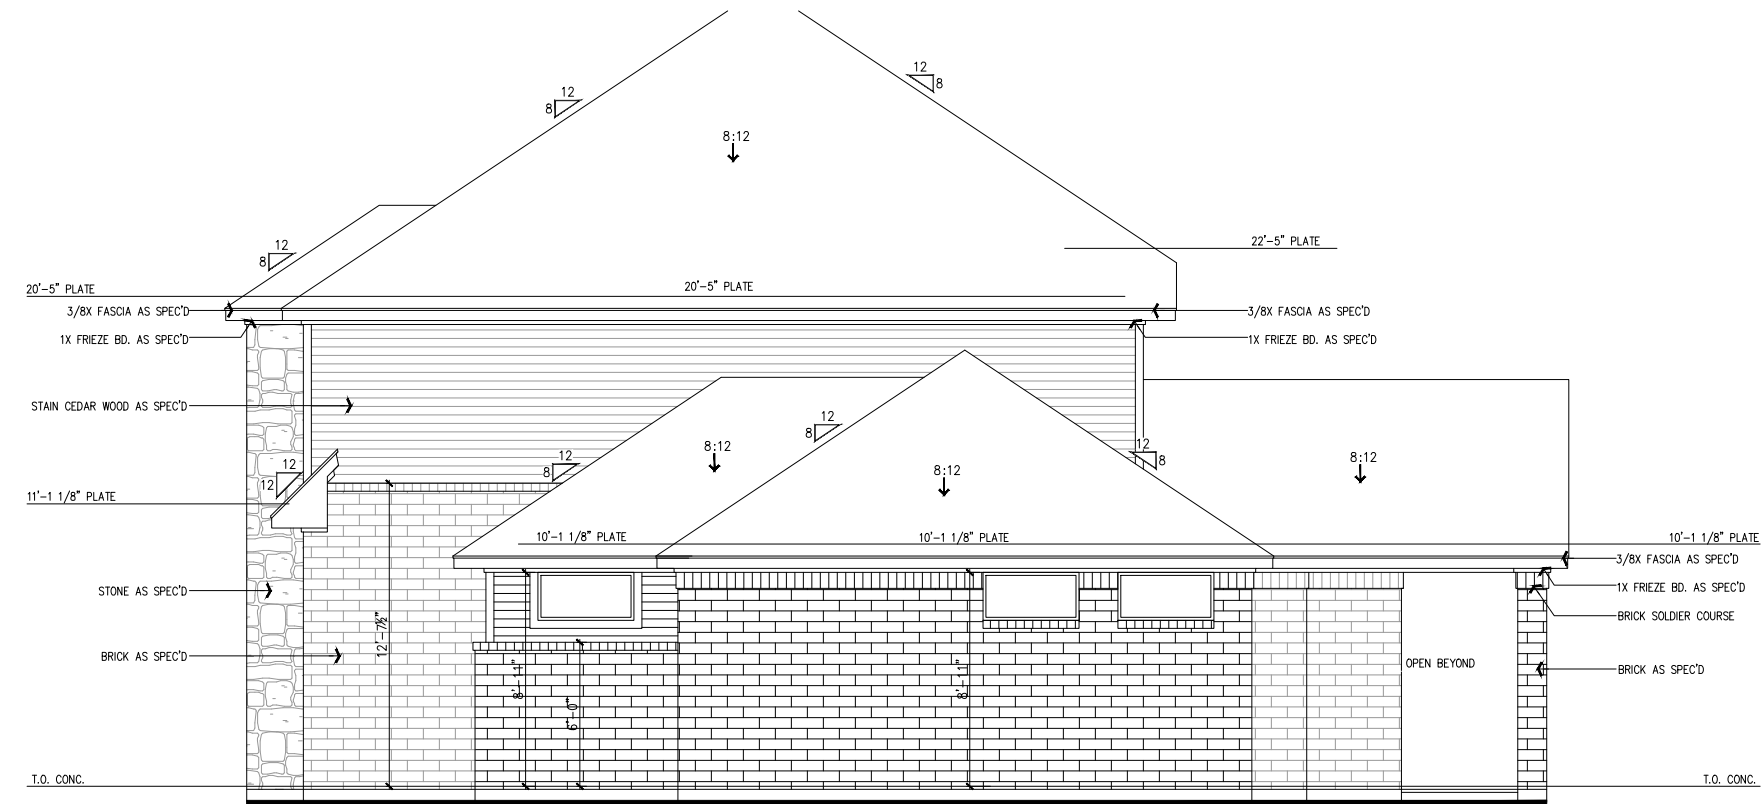 12
8
12
8
8:12
12
8
22'-5" PLATE
20'-5" PLATE
20'-5" PLATE
3/8X FASCIA AS SPEC'D
3/8X FASCIA AS SPEC'D
1X FRIEZE BD. AS SPEC'D
1X FRIEZE BD. AS SPEC'D
STAIN CEDAR WOOD AS SPEC'D
12
8
8:12
12
8
8:12
12
8
8:12
12
12
11'-1 1/8" PLATE
10'-1 1/8" PLATE
10'-1 1/8" PLATE
10'-1 1/8" PLATE
3/8X FASCIA AS SPEC'D
1X FRIEZE BD. AS SPEC'D
STONE AS SPEC'D
BRICK SOLDIER COURSE
12'-7½"
BRICK AS SPEC'D
8'-11"
6'-0"
8'-11"
OPEN BEYOND
BRICK AS SPEC'D
T.O. CONC.
T.O. CONC.